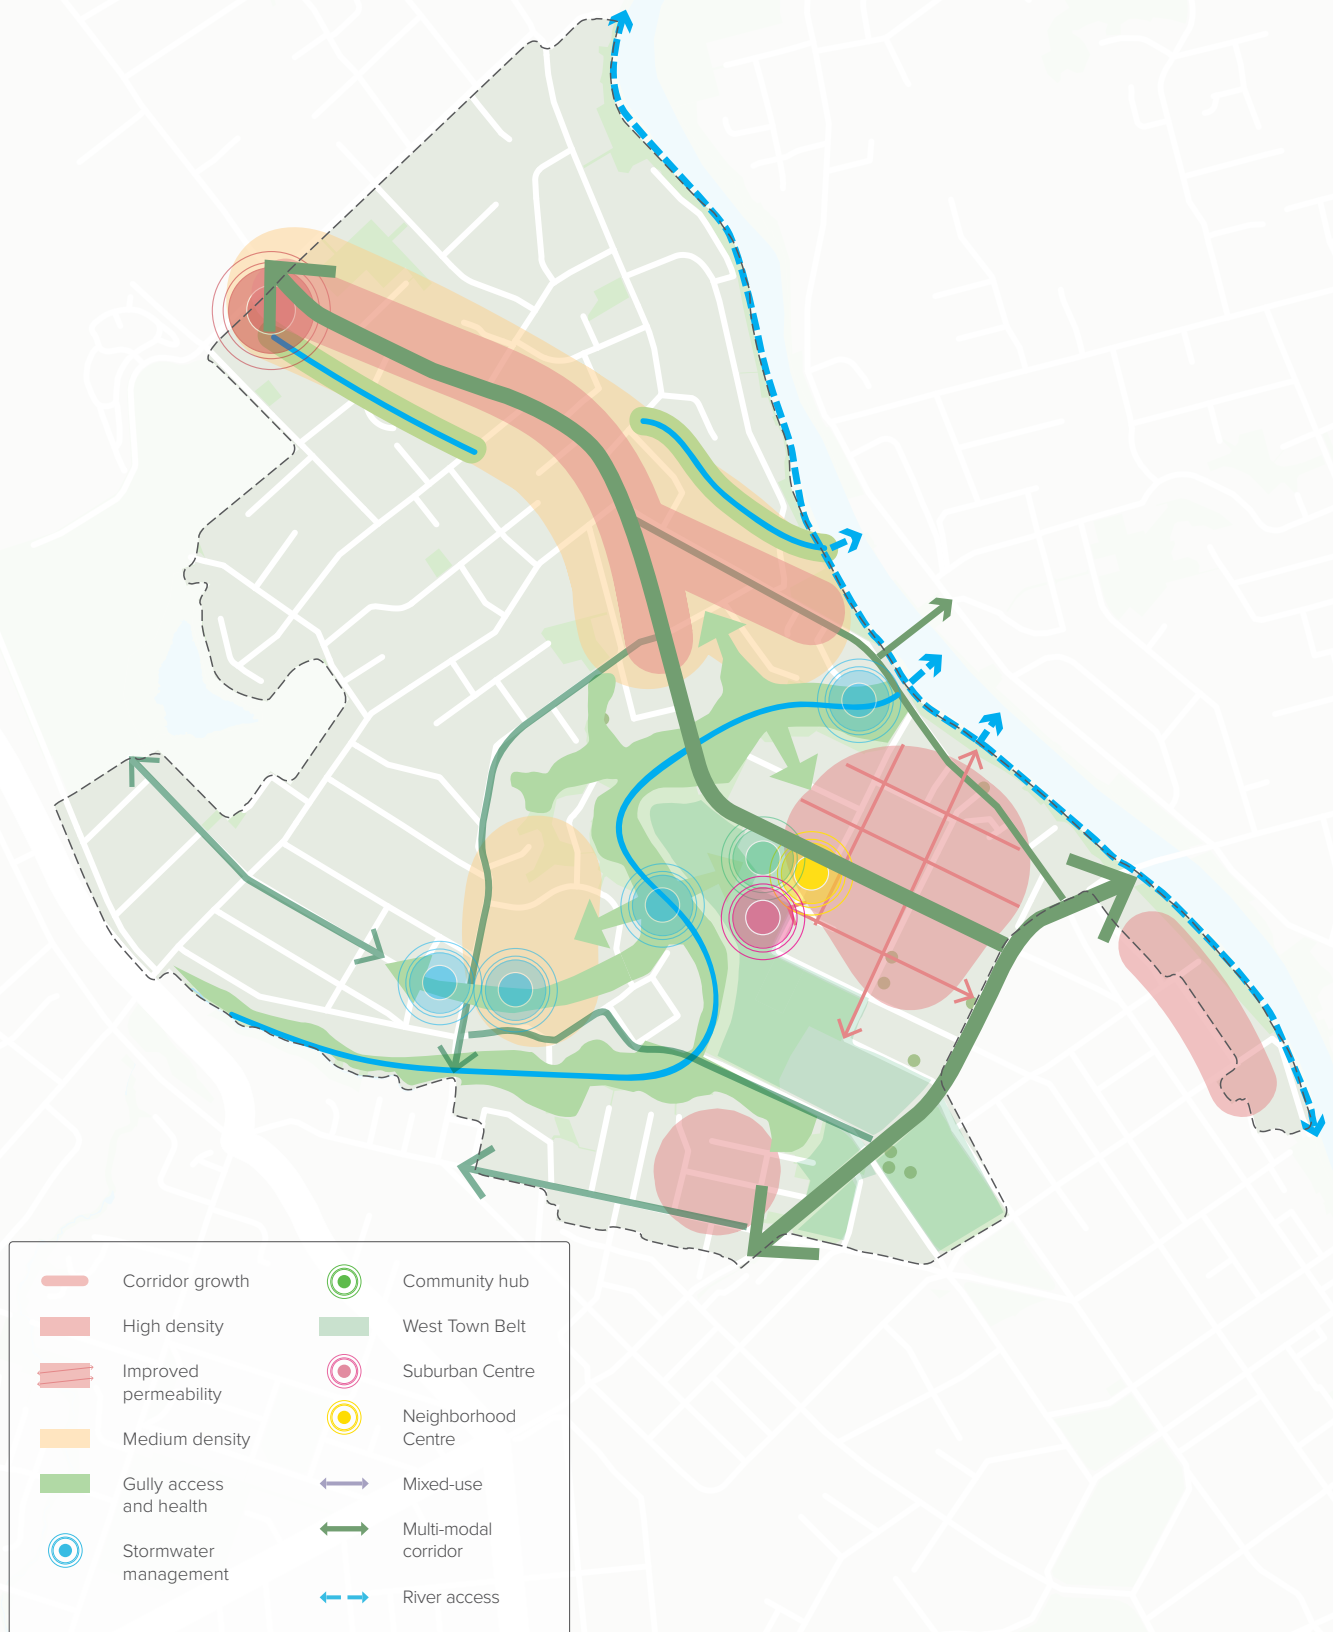 Corridor growth
High density
Improved
permeability
Medium density
Gully access
and health
Stormwater
management
Community hub
West Town Belt
Suburban Centre
Neighborhood
Centre
Mixed-use
Multi-modal
corridor
River access